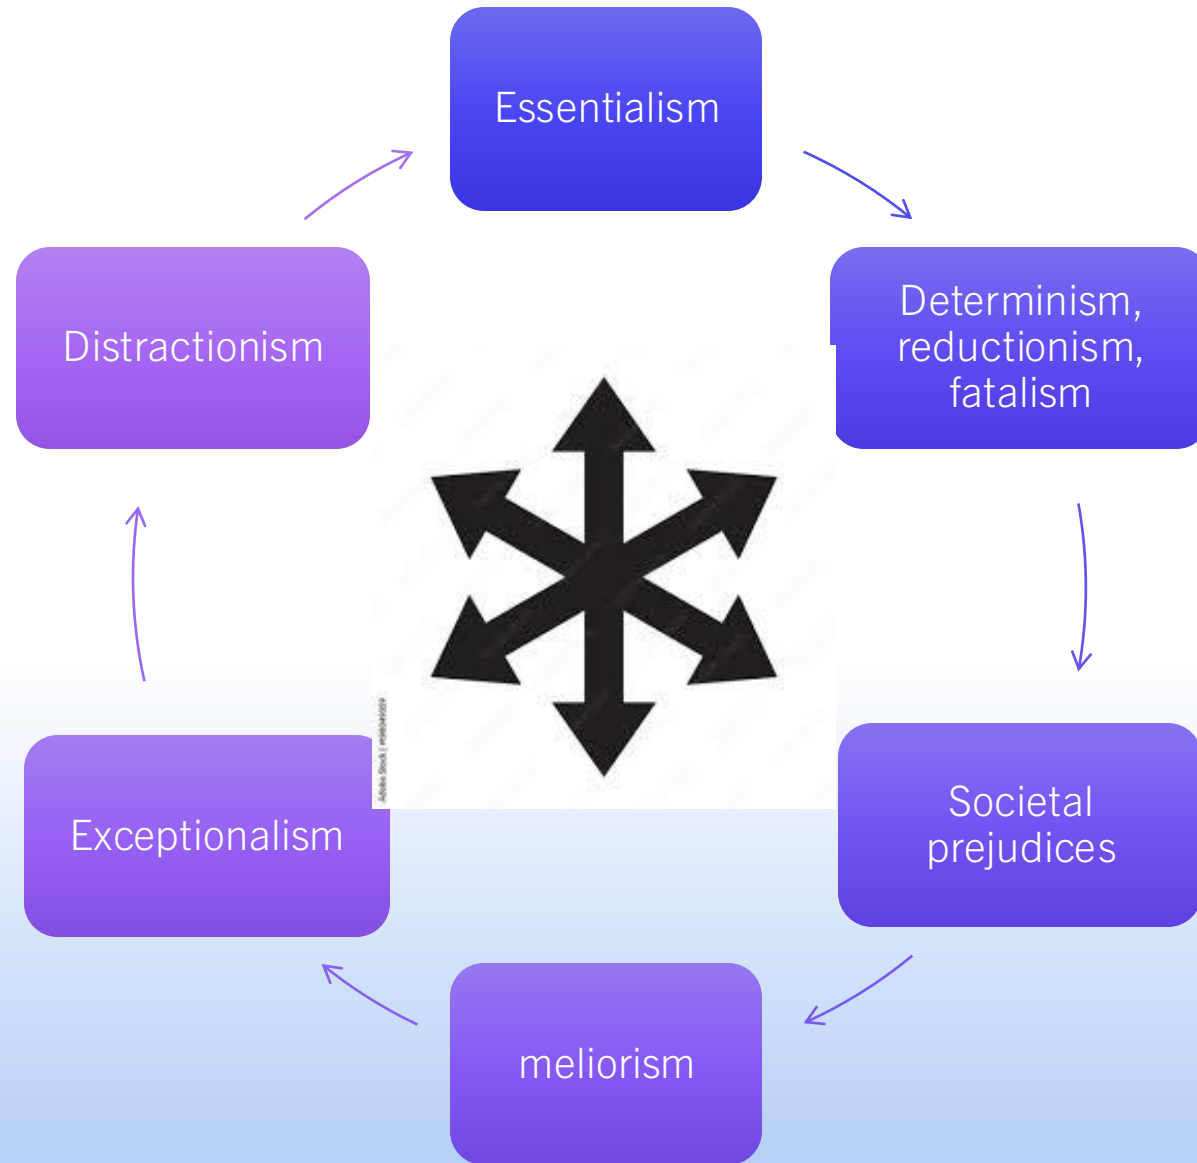 Essentialism
Determinism,
reductionism,
fatalism
Societal
prejudices
meliorism
Exceptionalism
Distractionism